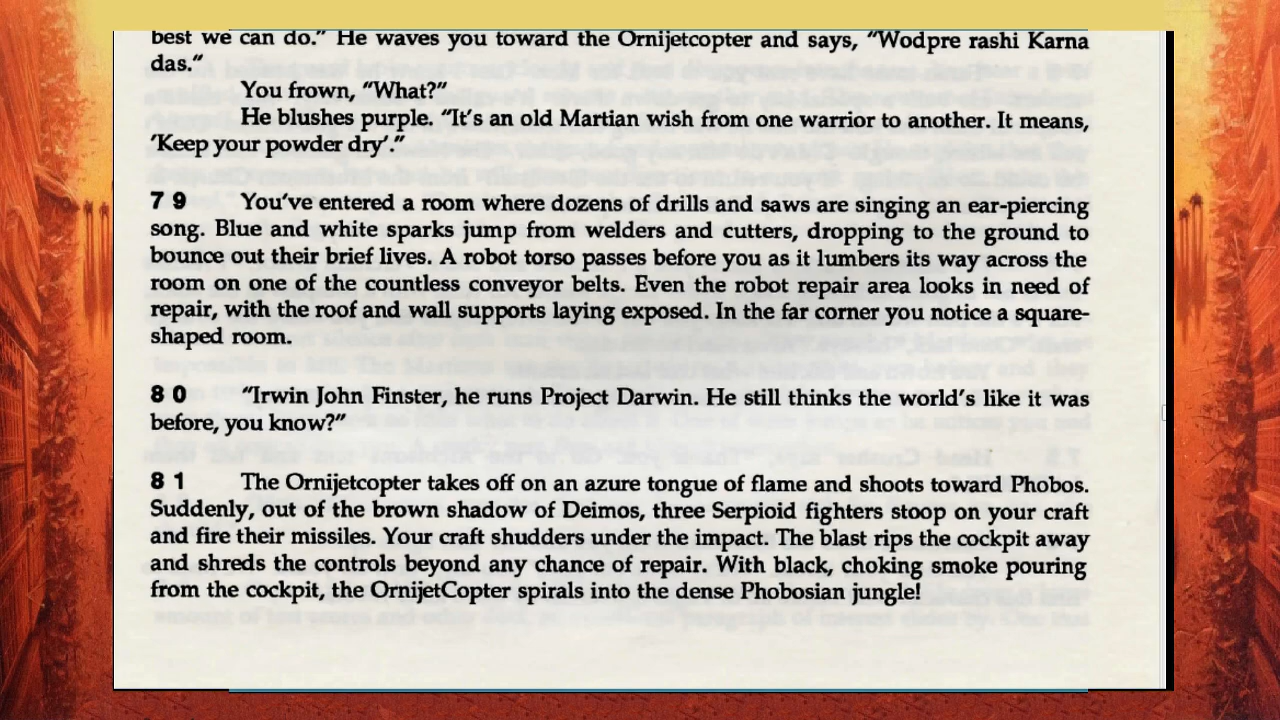 best we can do.” He waves you toward the Ornijetcopter and says, “Wodpre rashi Karna
das.”
You frown, “What?”
He blushes purple. “It’s an old Martian wish from one warrior to another. It means,
‘Keep your powder dry’.”
79 You’ve entered a room where dozens of drills and saws are singing an ear-piercing
song. Blue and white sparks jump from welders and cutters, dropping to the ground to
bounce out their brief lives. A robot torso passes before you as it lumbers its way across the
room on one of the countless conveyor belts. Even the robot repair area looks in need of
repair, with the roof and wall supports laying exposed. In the far corner you notice a square-
shaped room.
80 “Irwin John Finster, he runs Project Darwin. He still thinks the world’s like it was
before, you know?”
81 The Ornijetcopter takes off on an azure tongue of flame and shoots toward Phobos.
Suddenly, out of the brown shadow of Deimos, three Serpioid fighters stoop on your craft
and fire their missiles. Your craft shudders under the impact. The blast rips the cockpit away
and shreds the controls beyond any chance of repair. With black, choking smoke pouring
from the cockpit, the OrnijetCopter spirals into the dense Phobosian jungle!